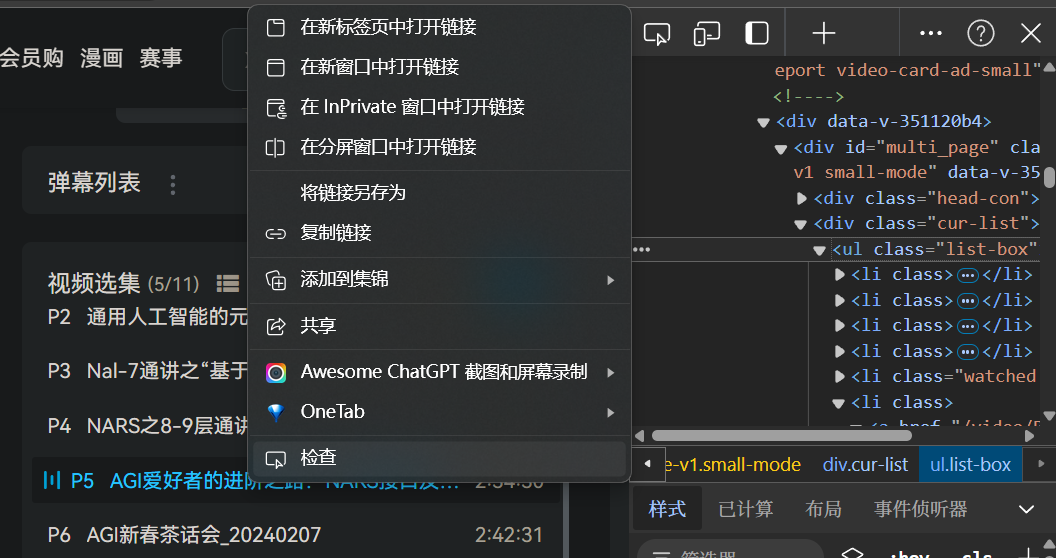 会员购 漫画 赛事
弹幕列表
视频选集 (5/11)
P2 通用人工智能的元
P3 Nal-7通讲之“基于
P4 NARS之8-9层通讲
P5 AGI爱好者的进阶之路：NARS接口及... 2:34:30
P6 AGI新春茶话会_20240207 2:42:31
在新标签页中打开链接
在新窗口中打开链接
在 InPrivate 窗口中打开链接
在分屏窗口中打开链接
将链接另存为
复制链接
添加到集锦
共享
Awesome ChatGPT 截图和屏幕录制
OneTab
检查
eport video-card-ad-small"
<!---->
<div data-v-351120b4>
<div id="multi_page" cla
v1 small-mode" data-v-35
<div class="head-con">
<div class="cur-list">
<ul class="list-box"
<li class>…</li>
<li class>…</li>
<li class>…</li>
<li class>…</li>
<li class="watched
<li class>
e-v1.small-mode div.cur-list ul.list-box
样式 已计算 布局 事件侦听器
筛选器 :hov .cls